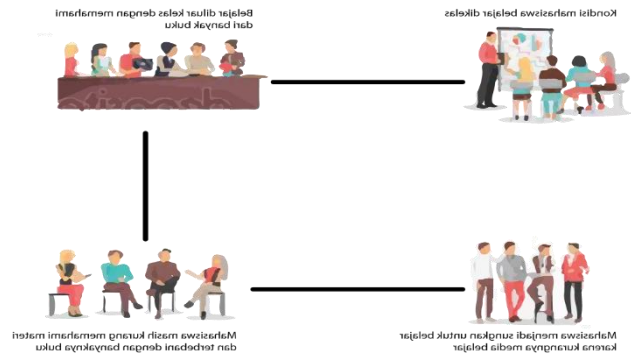 Belajar diluar kelas dengan memahami
dari banyak buku
Kondisi mahasiswa belajar dikelas
Mahasiswa masih kurang memahami materi
dan terbebani dengan banyaknya buku
Mahasiswa menjadi sungkan untuk belajar
karena kurangnya media belajar